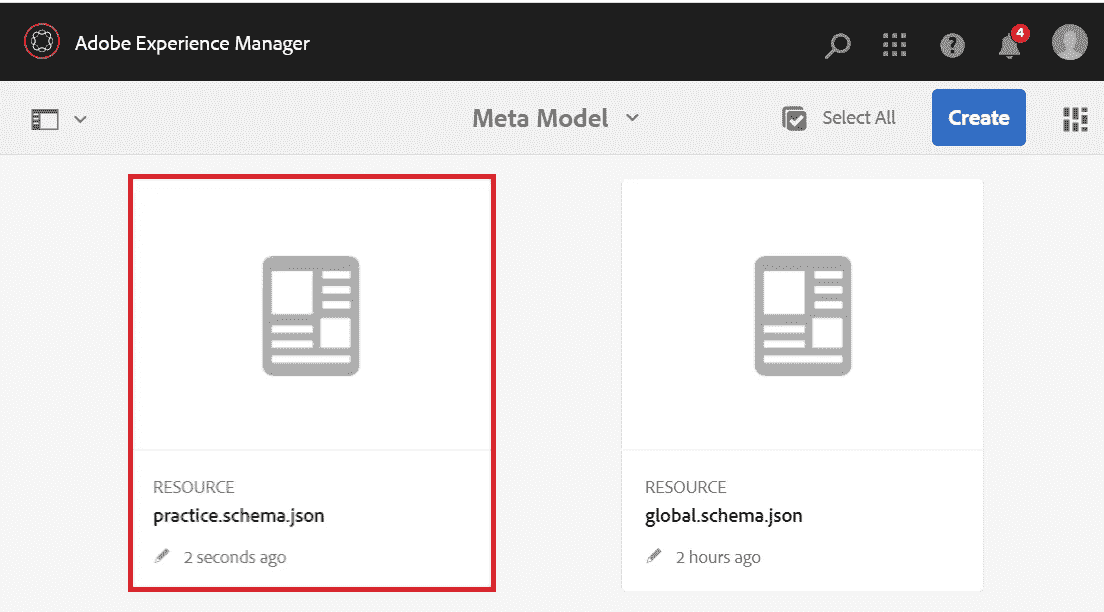 Adobe Experience Manager
4
Meta Model
Select All
Create
RESOURCE
practice.schema.json
2 seconds ago
RESOURCE
global.schema.json
2 hours ago